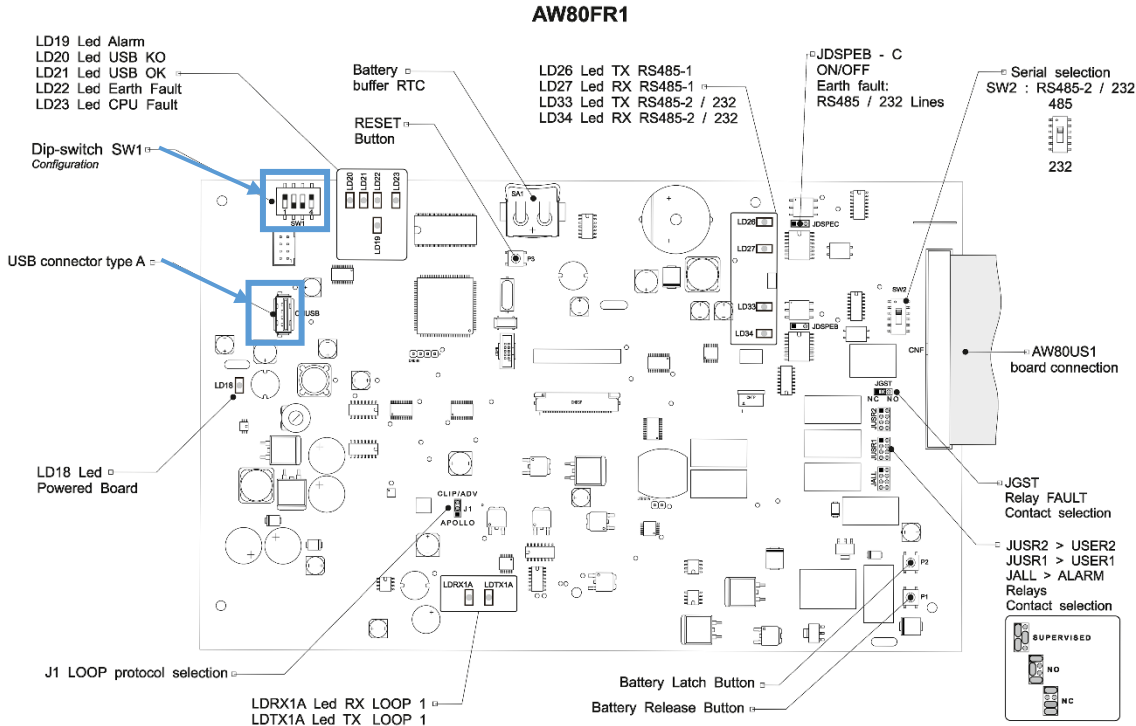 AW80FR1
LD19 Led Alarm
LD20 Led USB KO
LD21 Led USB OK
LD22 Led Earth Fault
LD23 Led CPU Fault
Battery
buffer RTC
RESET
Button
LD26 Led TX RS485-1
LD27 Led RX RS485-1
LD33 Led TX RS485-2 / 232
LD34 Led RX RS485-2 / 232
JDSPEB - C
ON/OFF
Earth fault:
RS485 / 232 Lines
Serial selection
SW2 : RS485-2 / 232
485
232
Dip-switch SW1
Configuration
1 4
SW1
LD20
LD21
LD22
LD23
LD19
SA1
P3
LD26
LD27
LD33
LD34
JDSPEC
JDSPEB
SW2
CNF
USB connector type A
LD18
AW80US1
board connection
JGST
NC NO
JUSR2
JUSR1
JALL
LD18 Led
Powered Board
CLIP/ADV
J1
APOLLO
LDRX1A
LDTX1A
P2
P1
JGST
Relay FAULT
Contact selection
JUSR2 > USER2
JUSR1 > USER1
JALL > ALARM
Relays
Contact selection
SUPERVISED
NO
NC
J1 LOOP protocol selection
LDRX1A Led RX LOOP 1
LDTX1A Led TX LOOP 1
Battery Latch Button
Battery Release Button